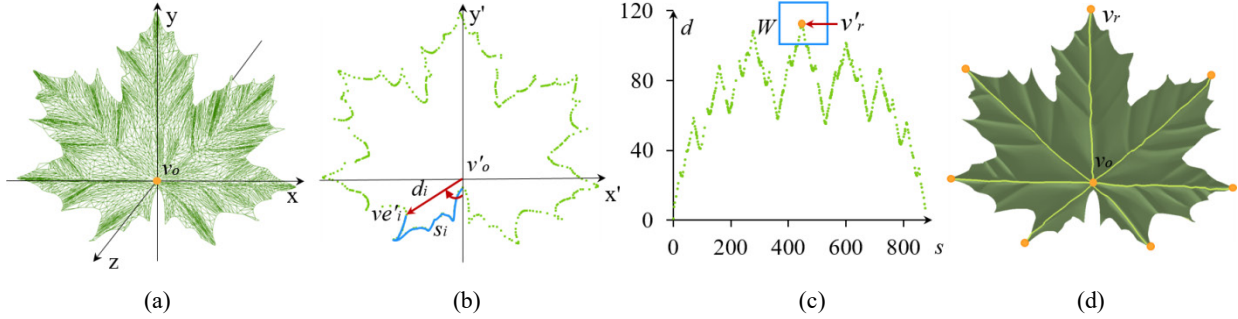 y
x
z
v_o
(a)
y'
x'
v'_o
d_i
ve'_i
s_i
(b)
d
120
80
40
0
W
v'_r
0 200 400 600 800 s
(c)
v_r
v_o
(d)